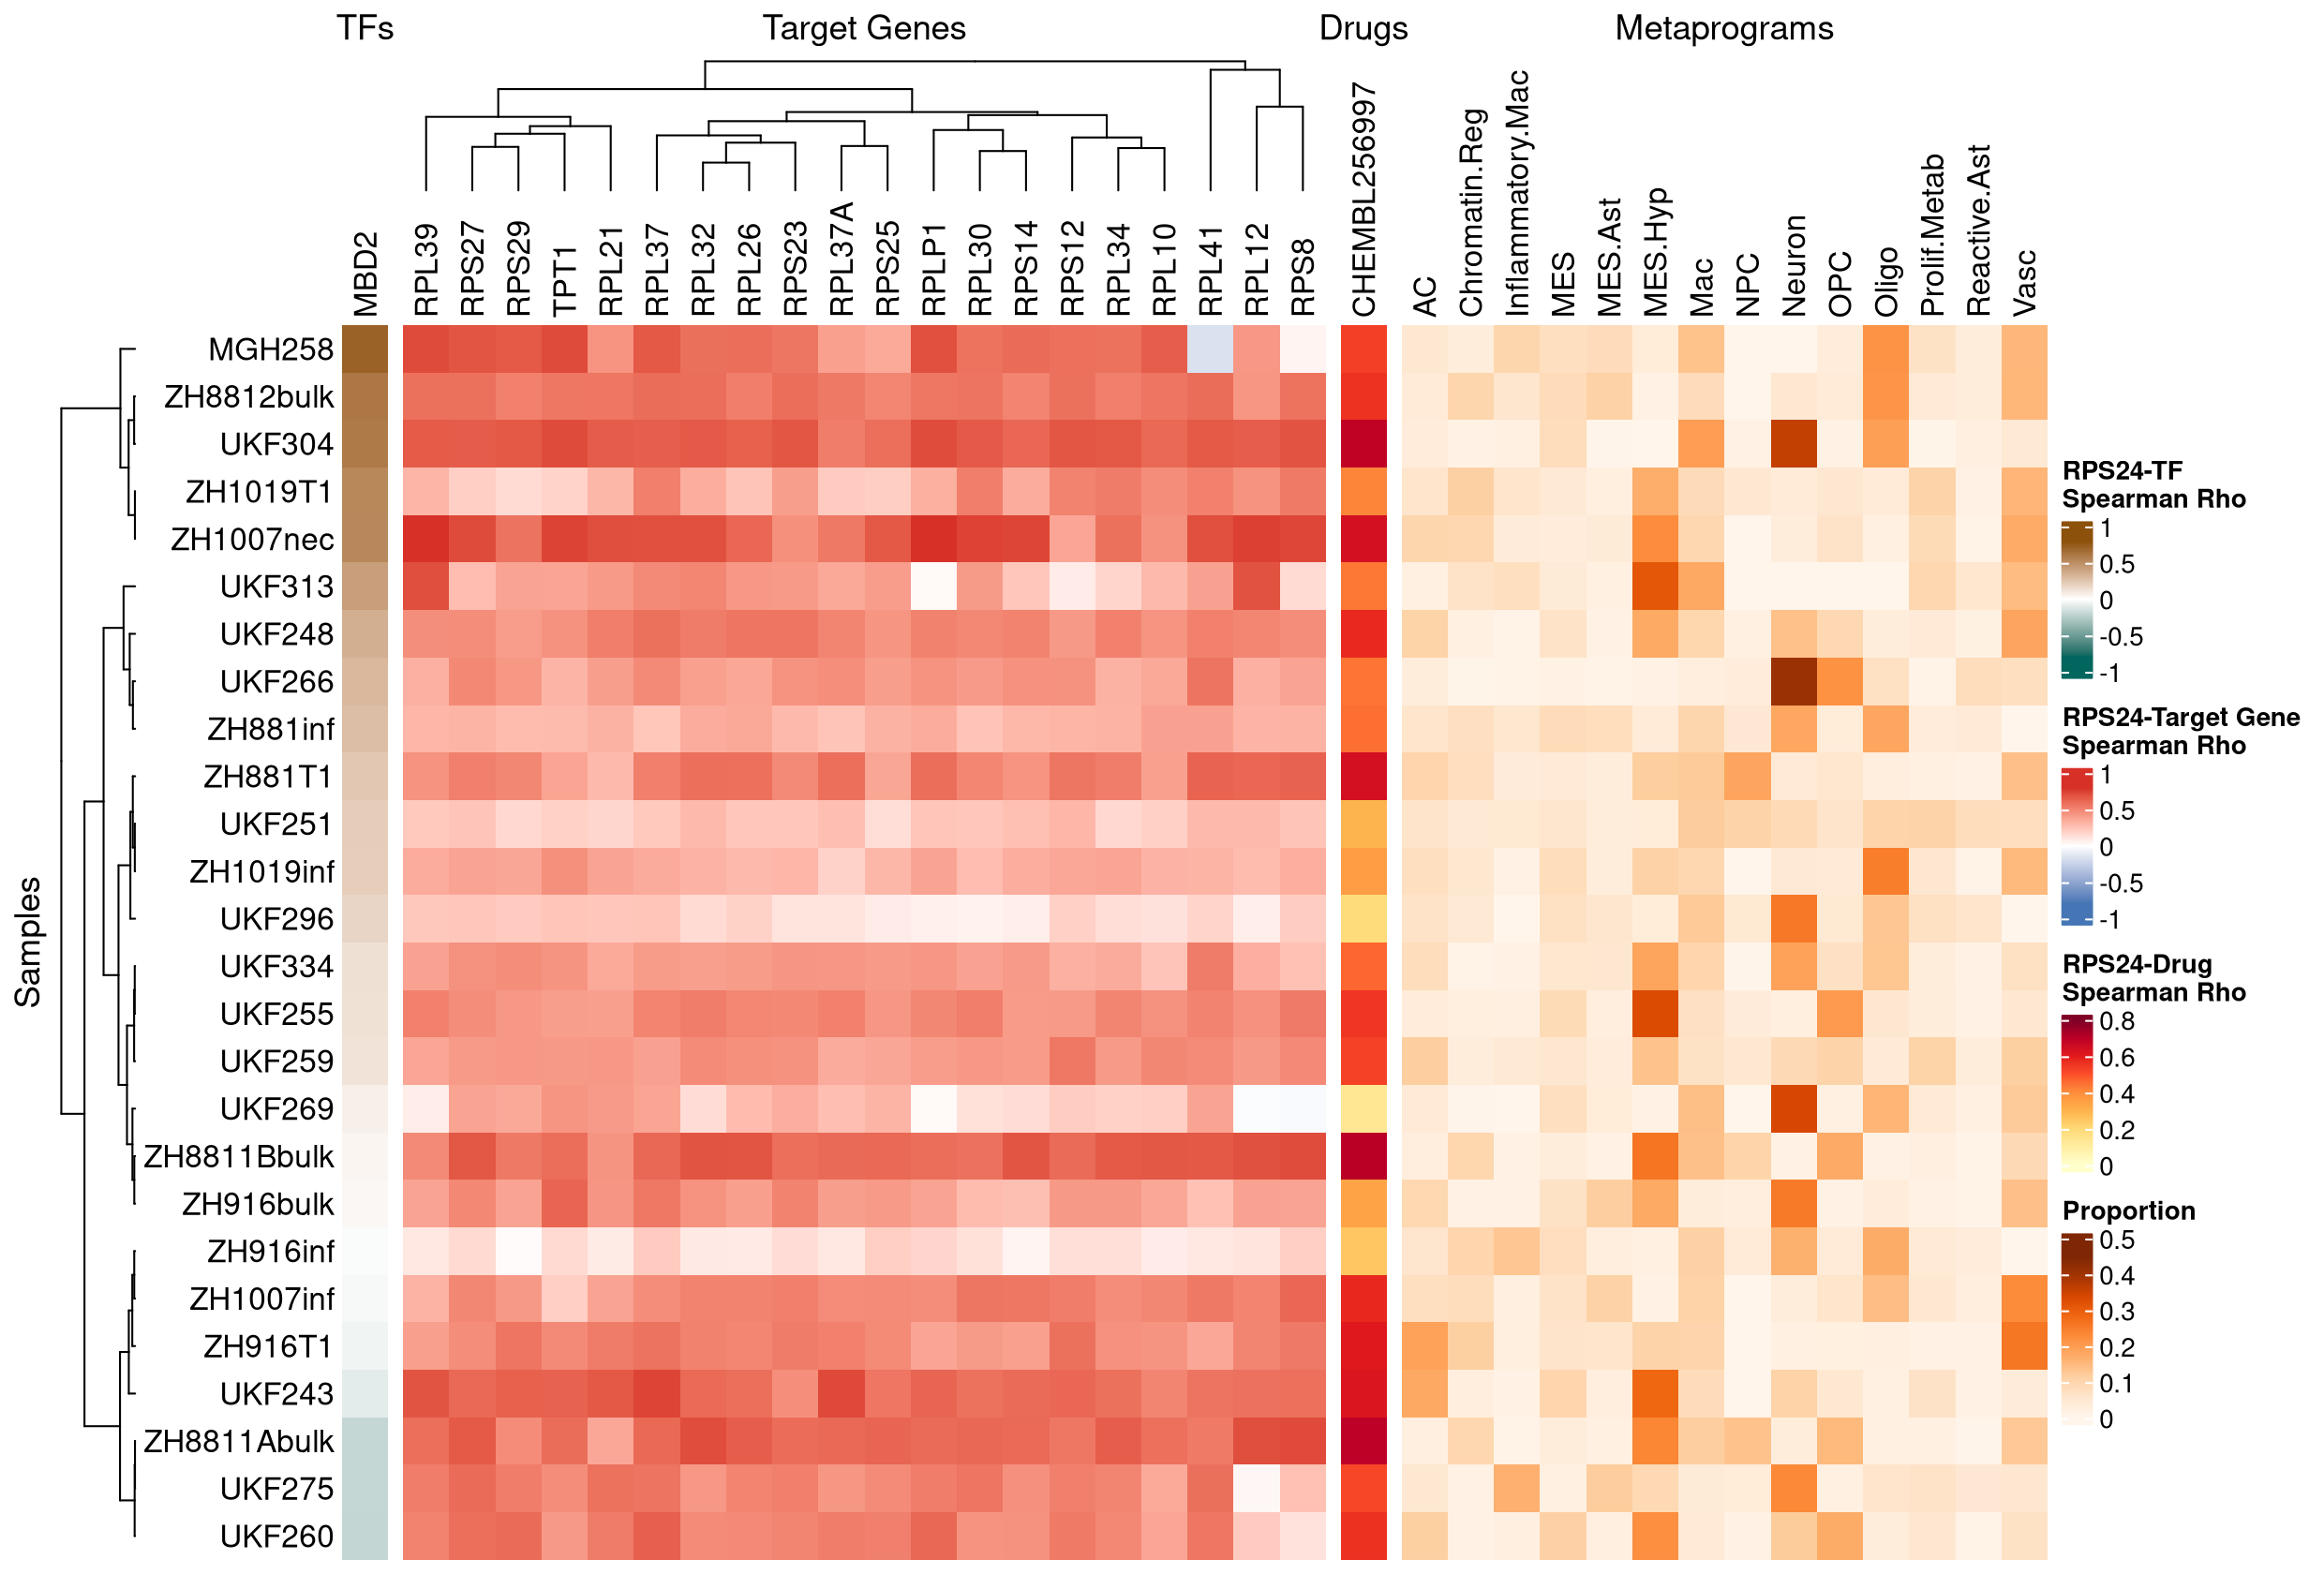 TFs
Target Genes
Drugs
Metaprograms
MBD2
RPL39
RPS27
RPS29
TPT1
RPL21
RPL37
RPL32
RPL26
RPS23
RPL37A
RPS25
RPLP1
RPL30
RPS14
RPS12
RPL34
RPL10
RPL41
RPL12
RPS8
CHEMBL256997
AC
Chromatin.Reg
Inflammatory.Mac
MES
MES.Ast
MES.Hyp
Mac
NPC
Neuron
OPC
Oligo
Prolif.Metab
Reactive.Ast
Vasc
Samples
MGH258
ZH8812bulk
UKF304
ZH1019T1
ZH1007nec
UKF313
UKF248
UKF266
ZH881inf
ZH881T1
UKF251
ZH1019inf
UKF296
UKF334
UKF255
UKF259
UKF269
ZH8811Bbulk
ZH916bulk
ZH916inf
ZH1007inf
ZH916T1
UKF243
ZH8811Abulk
UKF275
UKF260
RPS24-TF
Spearman Rho
1
0.5
0
-0.5
-1
RPS24-Target Gene
Spearman Rho
1
0.5
0
-0.5
-1
RPS24-Drug
Spearman Rho
0.8
0.6
0.4
0.2
0
Proportion
0.5
0.4
0.3
0.2
0.1
0